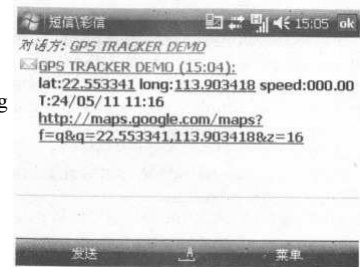 短信\彩信 15:05 ok
对话方: GPS TRACKER DEMO
GPS TRACKER DEMO (15:04):
lat:22.553341 long:113.903418 speed:000.00
g
T:24/05/11 11:16
http://maps.google.com/maps?
f=q&q=22.553341,113.903418&z=16
发送 菜单